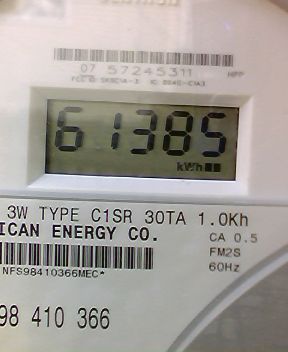 07 57245311 HPP
61385
kWh
3W TYPE C1SR 30TA 1.0Kh
ICAN ENERGY CO.
CA 0.5
FM2S
60Hz
NFS98410366MEC*
98 410 366